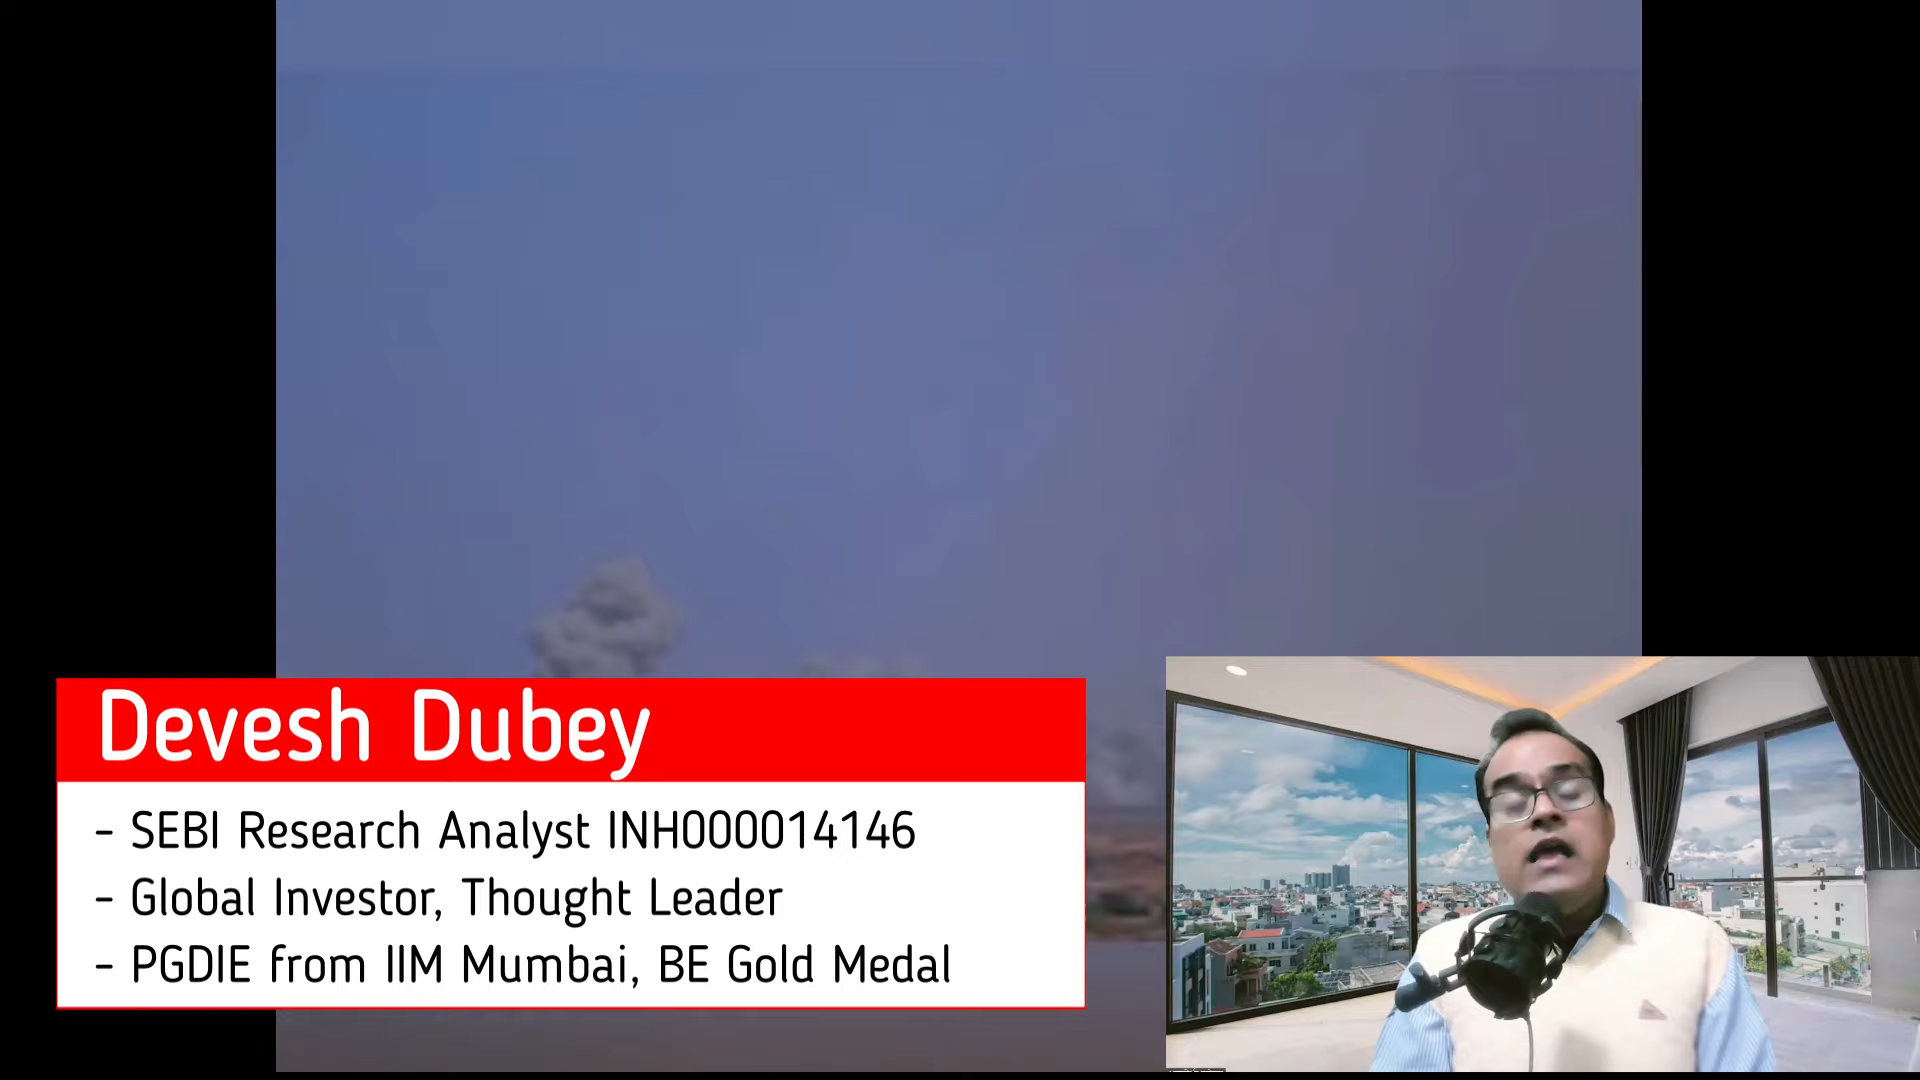 Devesh Dubey
- SEBI Research Analyst INH000014146
- Global Investor, Thought Leader
- PGDIE from IIM Mumbai, BE Gold Medal